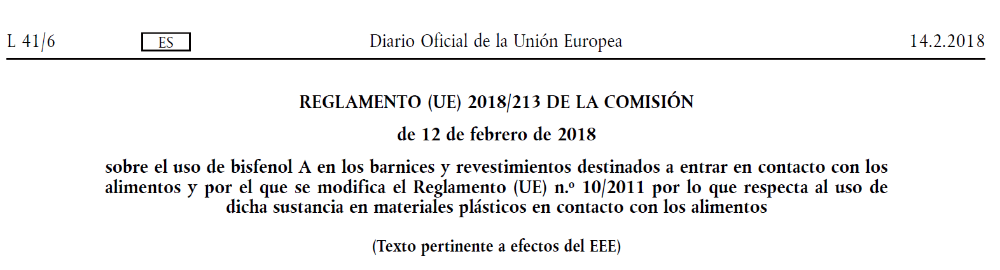 L 41/6 ES Diario Oficial de la Unión Europea 14.2.2018
REGLAMENTO (UE) 2018/213 DE LA COMISIÓN
de 12 de febrero de 2018
sobre el uso de bisfenol A en los barnices y revestimientos destinados a entrar en contacto con los
alimentos y por el que se modifica el Reglamento (UE) n.º 10/2011 por lo que respecta al uso de
dicha sustancia en materiales plásticos en contacto con los alimentos
(Texto pertinente a efectos del EEE)